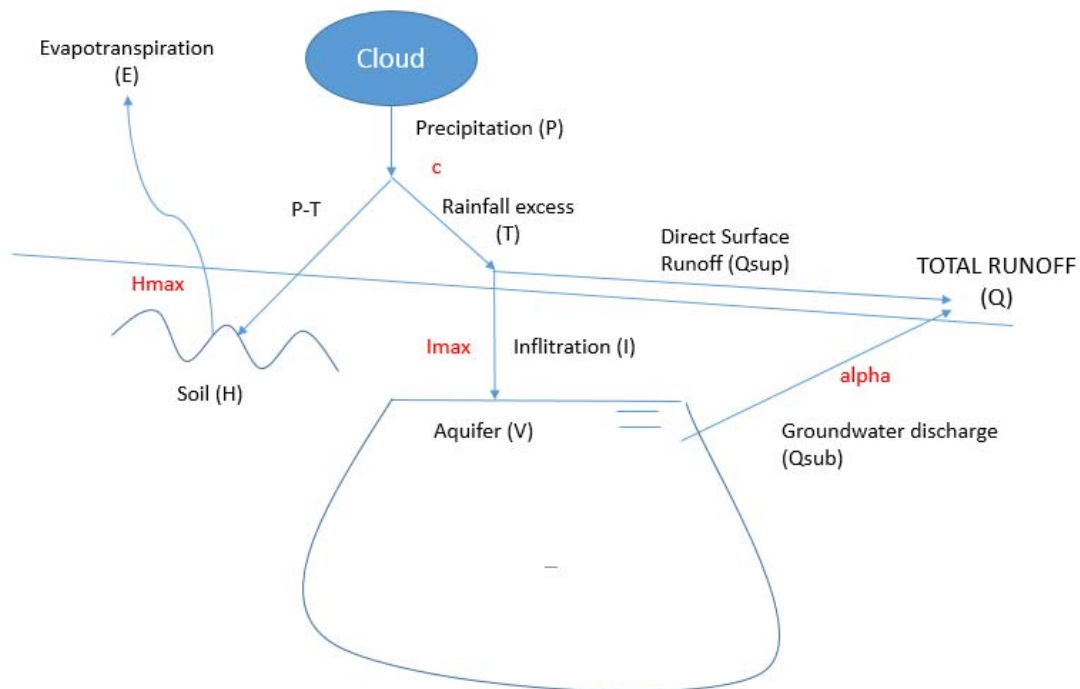 Cloud
Evapotranspiration
(E)
Precipitation (P)
c
P-T
Rainfall excess
(T)
Direct Surface
Runoff (Qsup)
TOTAL RUNOFF
(Q)
Hmax
Imax
Inflitration (I)
alpha
Soil (H)
Aquifer (V)
Groundwater discharge
(Qsub)